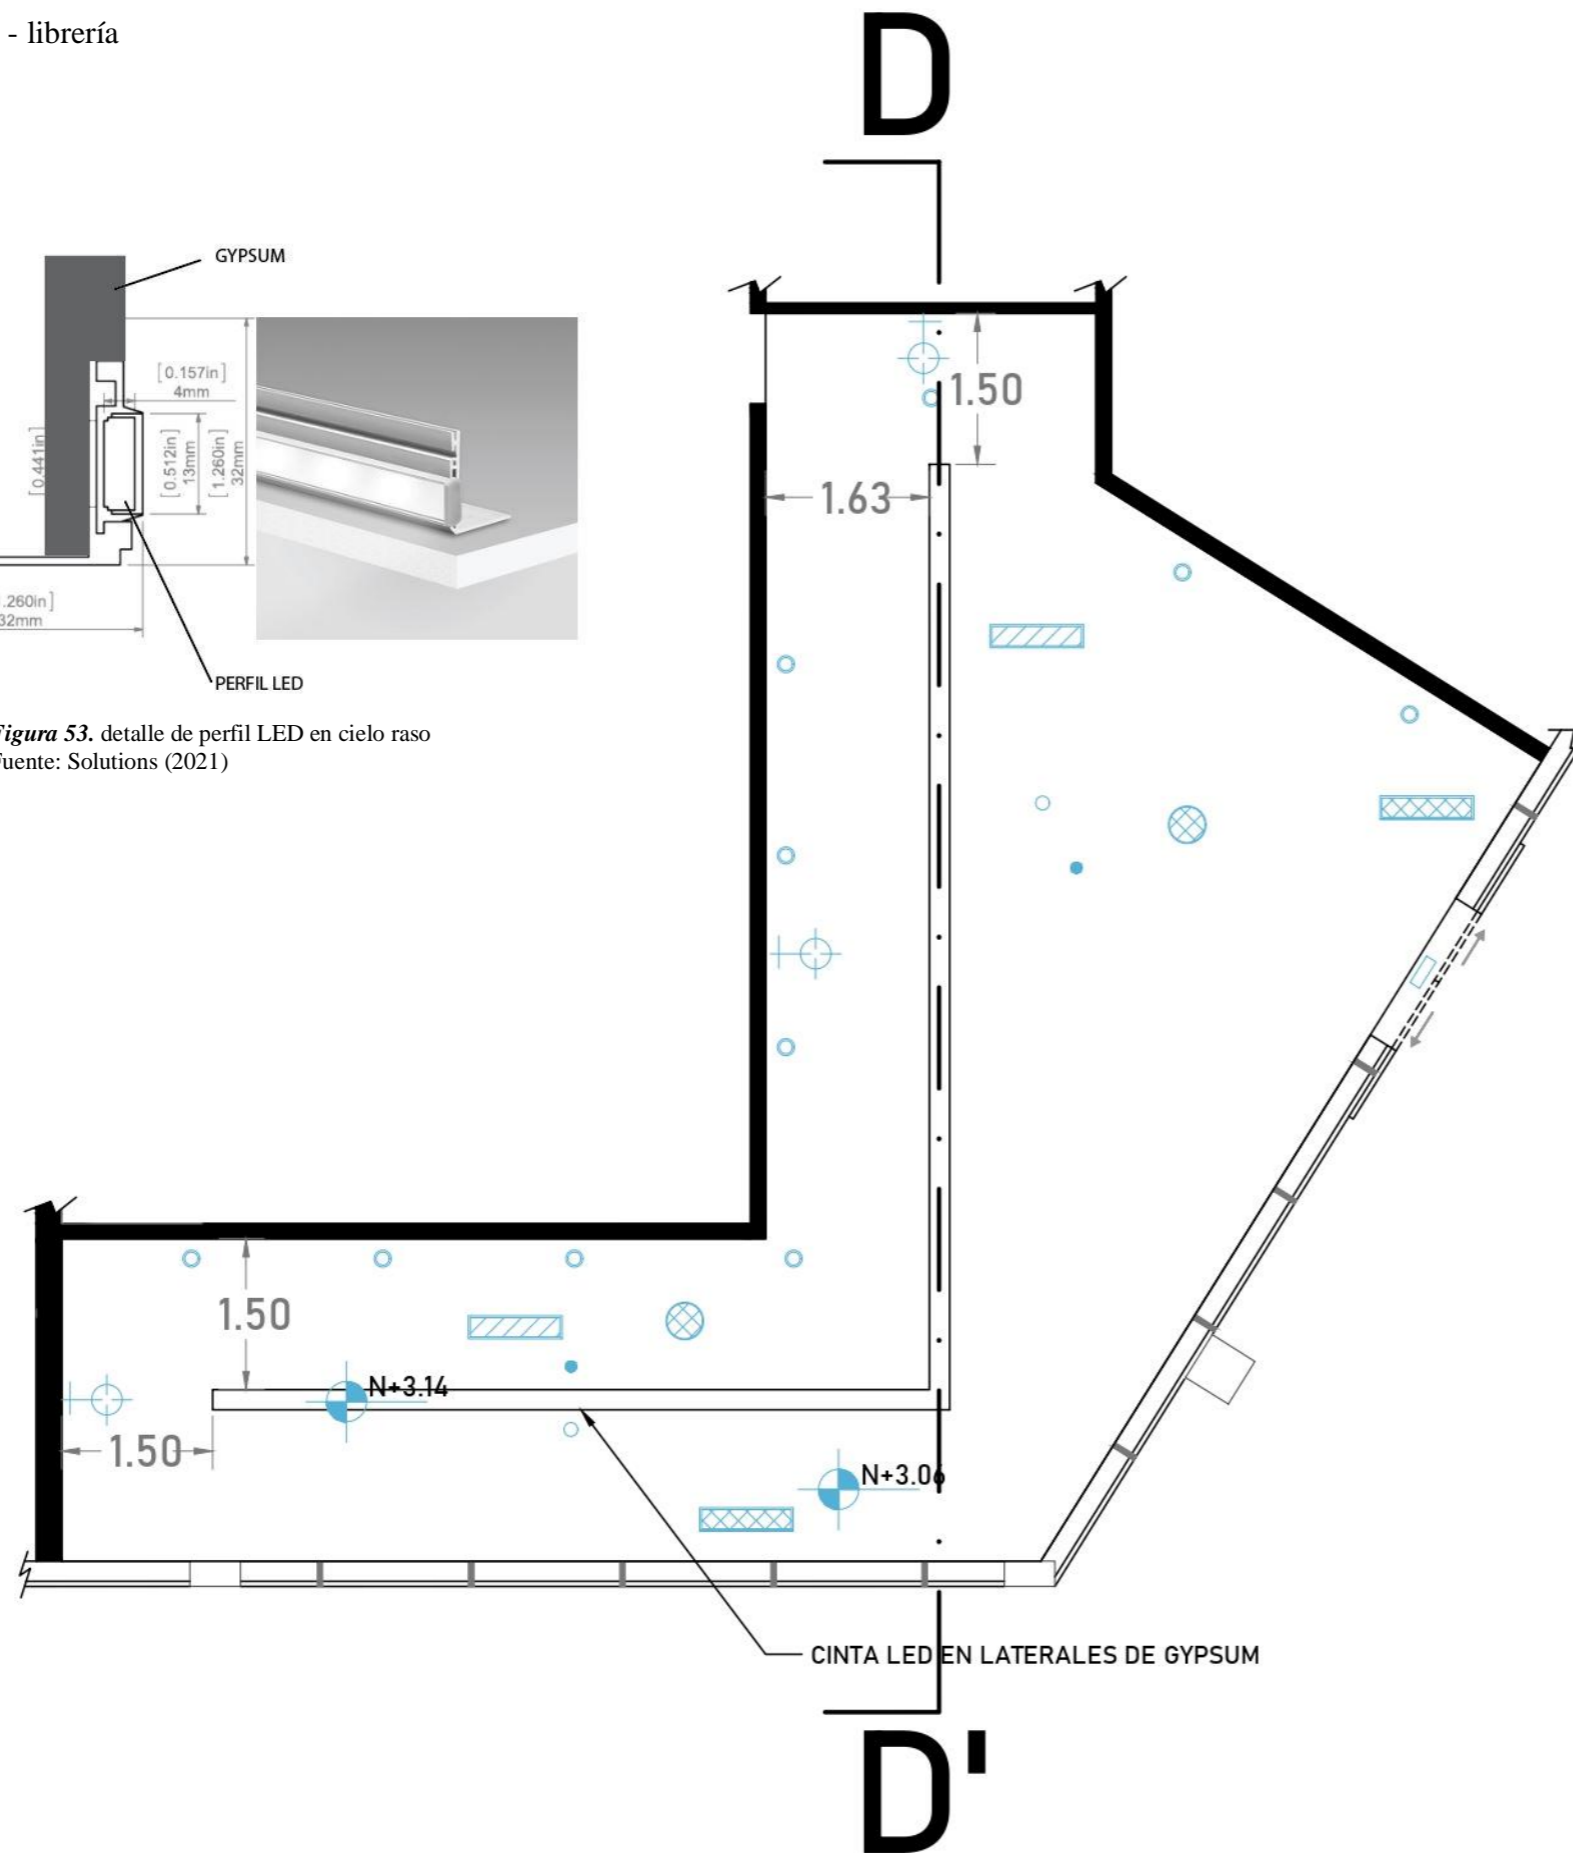 - librería
D
GYPSUM
[0.157in]
4mm
[0.441in]
[0.512in]
13mm
[1.260in]
32mm
.260in]
32mm
PERFIL LED
Figura 53. detalle de perfil LED en cielo raso
Fuente: Solutions (2021)
1.50
1.63
1.50
N+3.14
1.50
N+3.06
CINTA LED EN LATERALES DE GYPSUM
D'